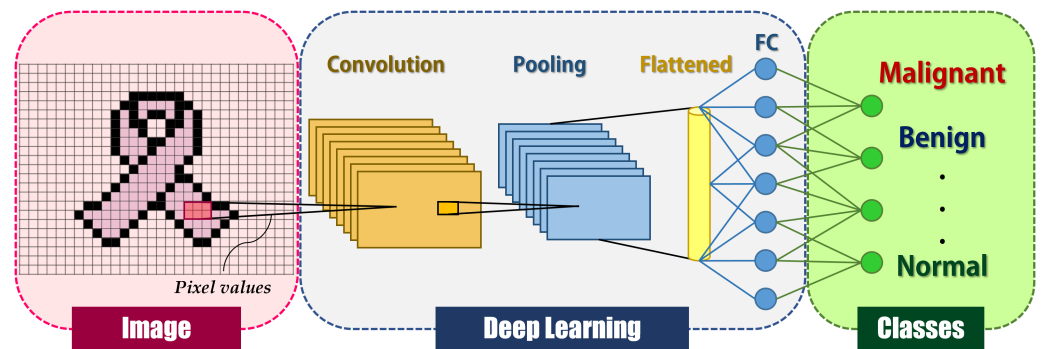 Convolution
Pooling
Flattened
FC
Malignant
Benign
.
.
.
Normal
Pixel values
Image
Deep Learning
Classes